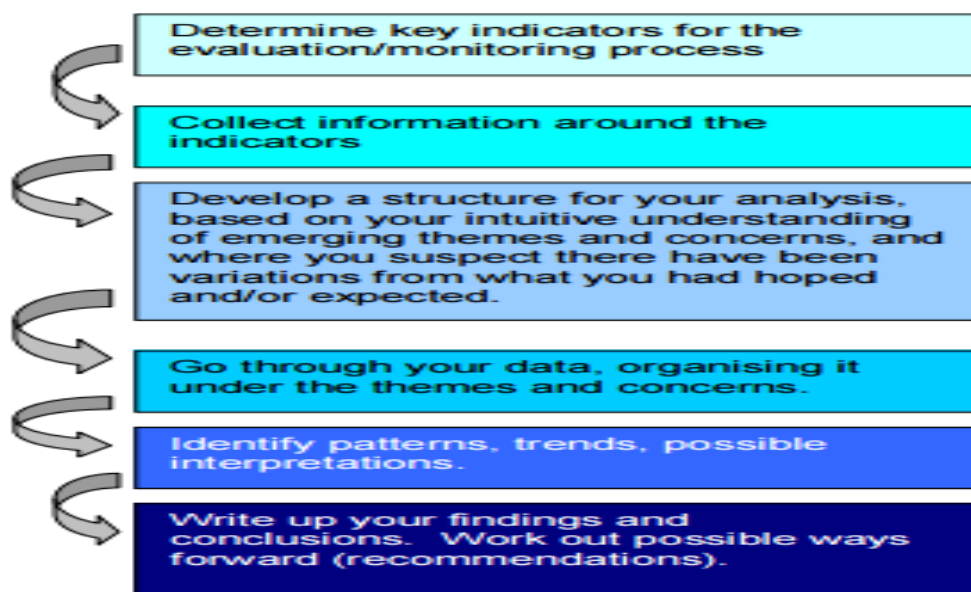 Determine key indicators for the
evaluation/monitoring process
Collect information around the
indicators
Develop a structure for your analysis,
based on your intuitive understanding
of emerging themes and concerns, and
where you suspect there have been
variations from what you had hoped
and/or expected.
Go through your data, organising it
under the themes and concerns.
Identify patterns, trends, possible
interpretations.
Write up your findings and
conclusions.  Work out possible ways
forward (recommendations).